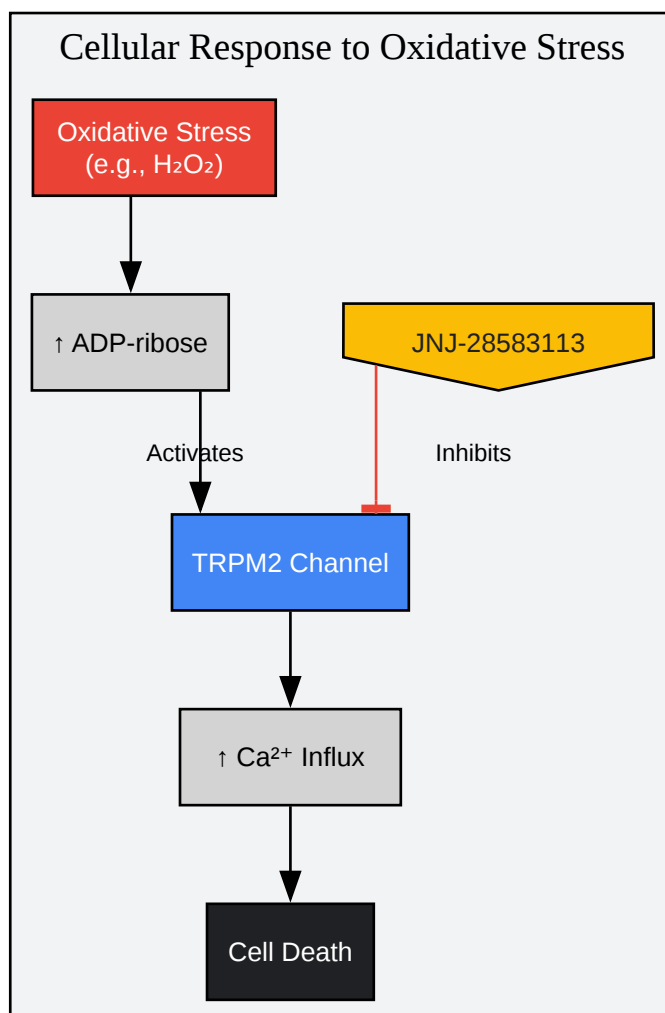 Cellular Response to Oxidative Stress
Oxidative Stress
(e.g., H₂O₂)
↑ ADP-ribose
JNJ-28583113
Activates
Inhibits
TRPM2 Channel
↑ Ca²⁺ Influx
Cell Death